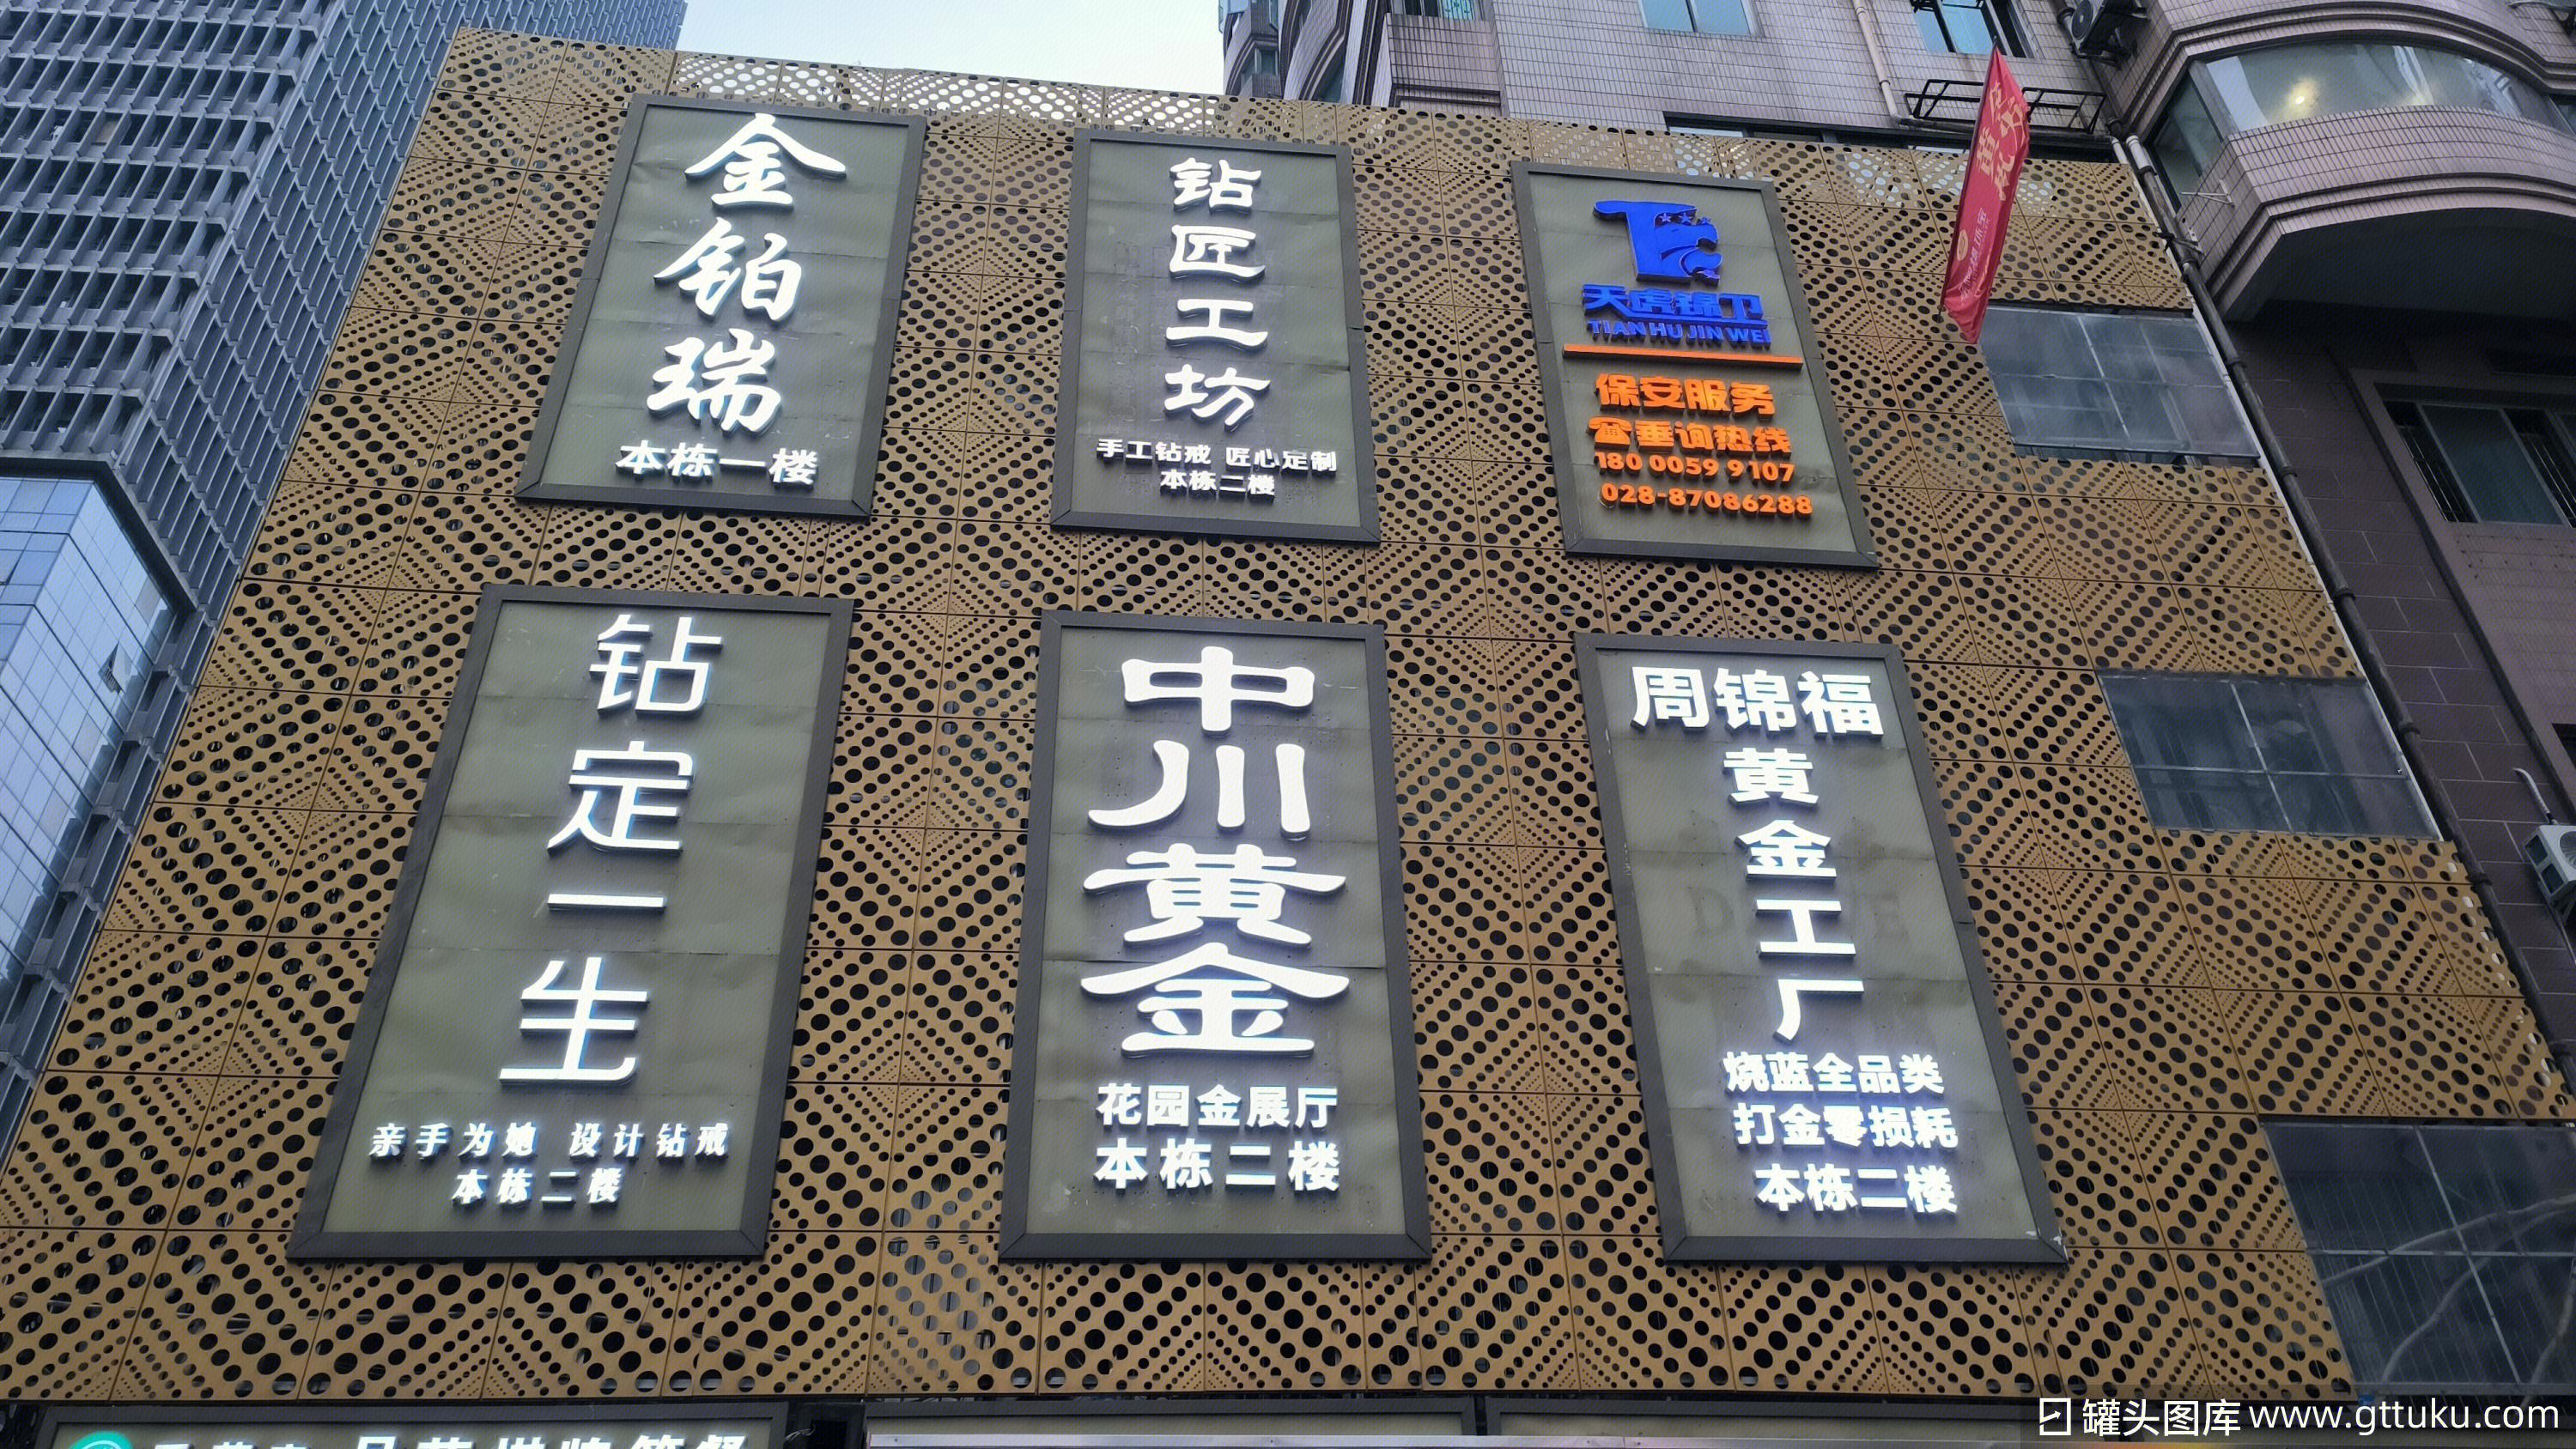 金铂瑞
本栋一楼
钻匠工坊
手工钻戒 匠心定制
本栋二楼
天虎锦卫
TIAN HU JIN WEI
保安服务
☎垂询热线
180 0059 9107
028-87086288
钻定一生
亲手为她 设计钻戒
本栋二楼
中川黄金
花园金展厅
本栋二楼
周锦福
黄金工厂
烧蓝全品类
打金零损耗
本栋二楼
罐头图库 www.gttuku.com